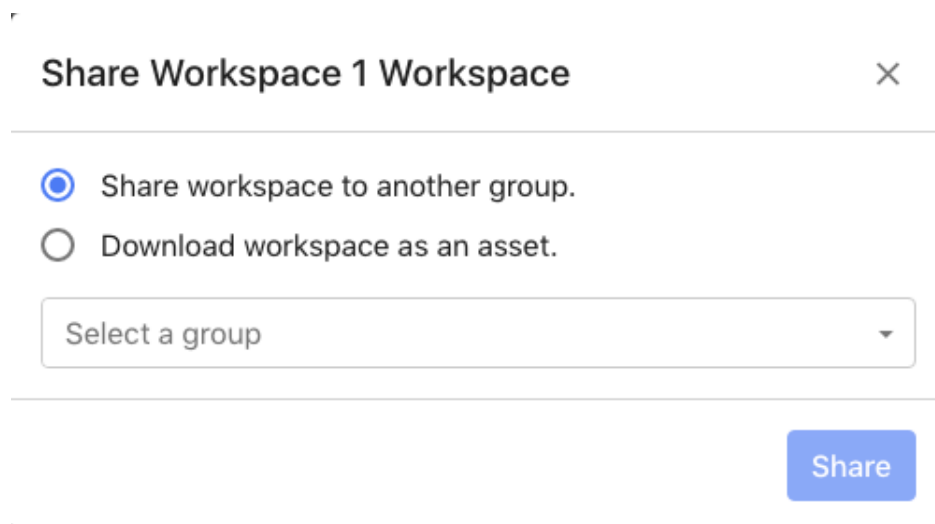 Share Workspace 1 Workspace
Share workspace to another group.
Download workspace as an asset.
Select a group
Share